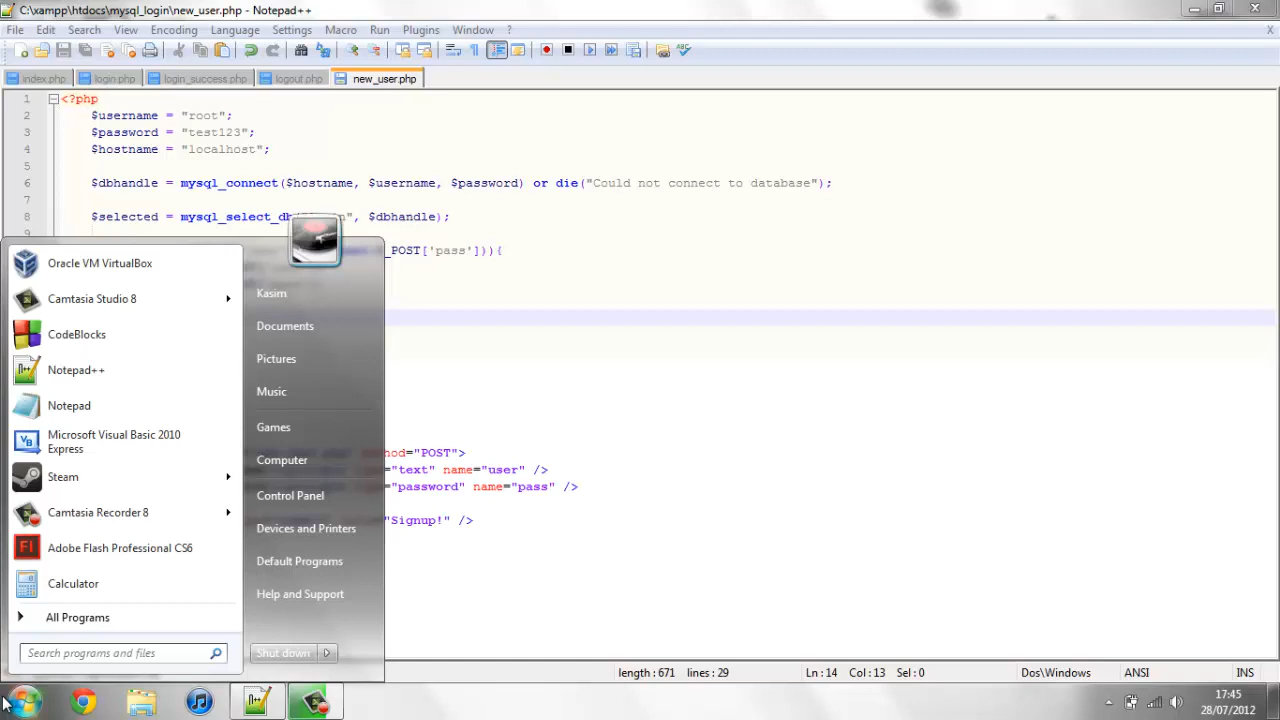 C:\xampp\htdocs\mysql_login\new_user.php - Notepad++
File Edit Search View Encoding Language Settings Macro Run Plugins Window ? X
index.php login.php login_success.php logout.php new_user.php
1 <?php
2 $username = "root";
3 $password = "test123";
4 $hostname = "localhost";
5
6 $dbhandle = mysql_connect($hostname, $username, $password) or die("Could not connect to database");
7
8 $selected = mysql_select_db n", $dbhandle);
9
_POST['pass'])){
method="POST">
="text" name="user" />
="password" name="pass" />
="Signup!" />
Oracle VM VirtualBox
Camtasia Studio 8
CodeBlocks
Notepad++
Notepad
Microsoft Visual Basic 2010
Express
Steam
Camtasia Recorder 8
Adobe Flash Professional CS6
Calculator
All Programs
Search programs and files
Kasim
Documents
Pictures
Music
Games
Computer
Control Panel
Devices and Printers
Default Programs
Help and Support
Shut down
length : 671 lines : 29 Ln : 14 Col : 13 Sel : 0 Dos\Windows ANSI INS
17:45
28/07/2012